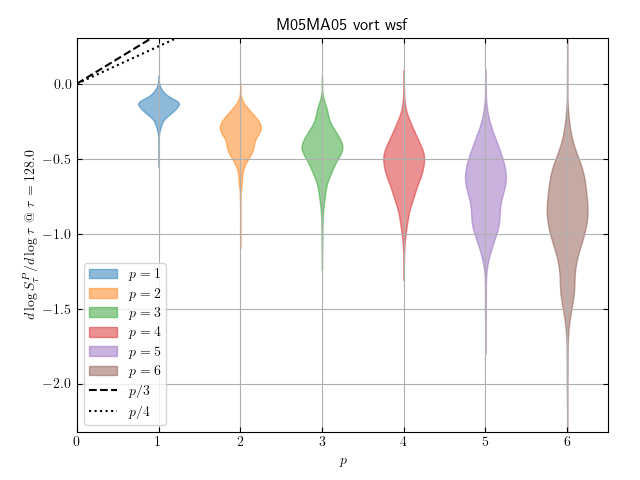 M05MA05 vort wsf
d log S_τ^P / d log τ @ τ = 128.0
0.0
−0.5
−1.0
−1.5
−2.0
p = 1
p = 2
p = 3
p = 4
p = 5
p = 6
p/3
p/4
0 1 2 3 4 5 6
p